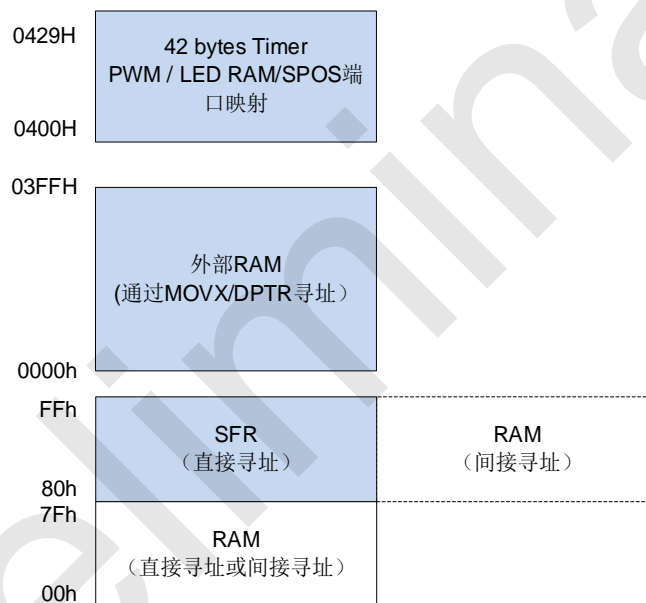 0429H
42 bytes Timer
PWM / LED RAM/SPOS端
口映射
0400H
03FFH
外部RAM
(通过MOVX/DPTR寻址）
0000h
FFh
SFR
（直接寻址）
RAM
（间接寻址）
80h
7Fh
RAM
（直接寻址或间接寻址）
00h